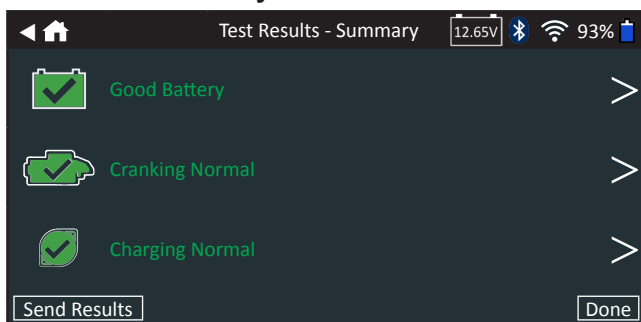 Test Results - Summary 12.65V 93%
Good Battery
Cranking Normal
Charging Normal
Send Results Done